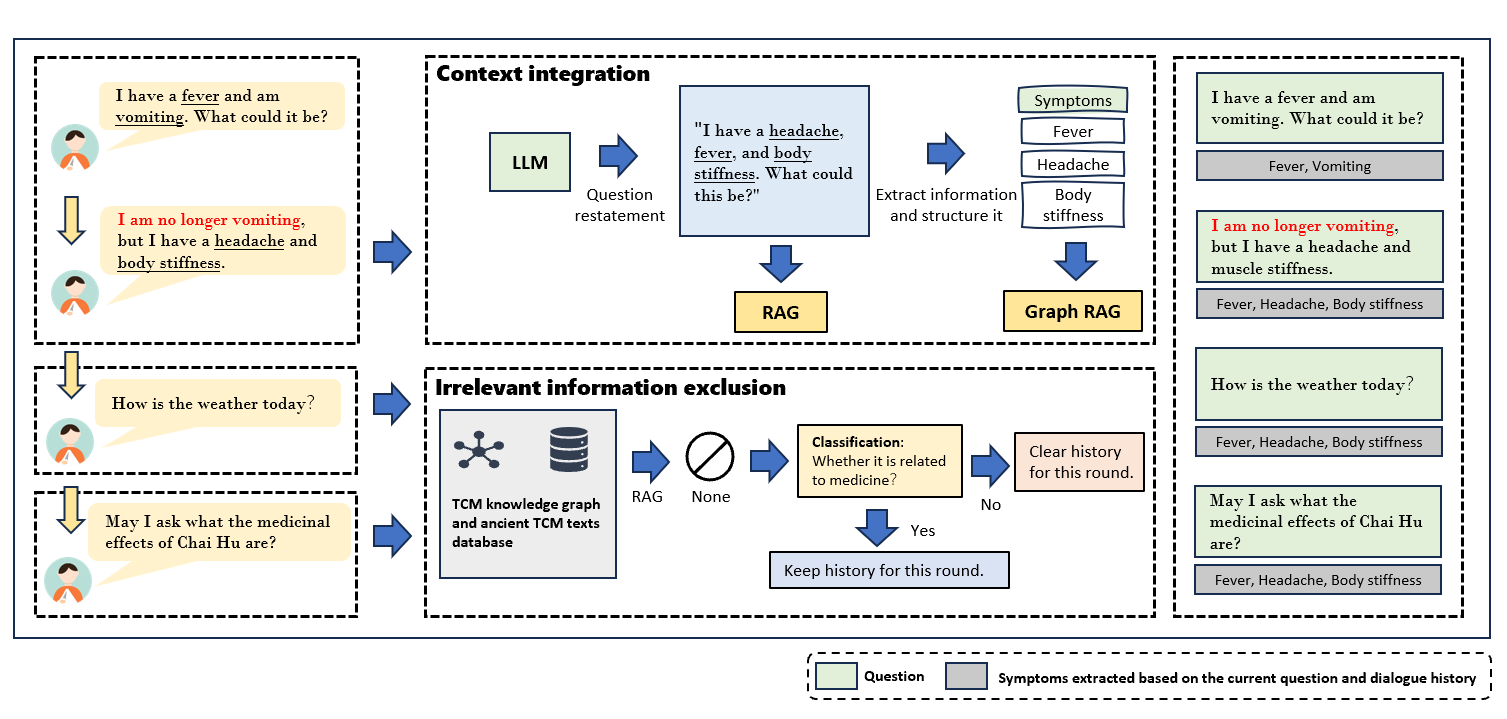 I have a fever and am
vomiting. What could it be?
I am no longer vomiting,
but I have a headache and
body stiffness.
How is the weather today?
May I ask what the medicinal
effects of Chai Hu are?
Context integration
LLM
Question
restatement
"I have a headache,
fever, and body
stiffness. What could
this be?"
Extract information
and structure it
Symptoms
Fever
Headache
Body
stiffness
RAG
Graph RAG
Irrelevant information exclusion
TCM knowledge graph
and ancient TCM texts
database
RAG
None
Classification:
Whether it is related
to medicine?
No
Clear history
for this round.
Yes
Keep history for this round.
I have a fever and am
vomiting. What could it be?
Fever, Vomiting
I am no longer vomiting,
but I have a headache and
muscle stiffness.
Fever, Headache, Body stiffness
How is the weather today?
Fever, Headache, Body stiffness
May I ask what the
medicinal effects of Chai Hu
are?
Fever, Headache, Body stiffness
Question
Symptoms extracted based on the current question and dialogue history